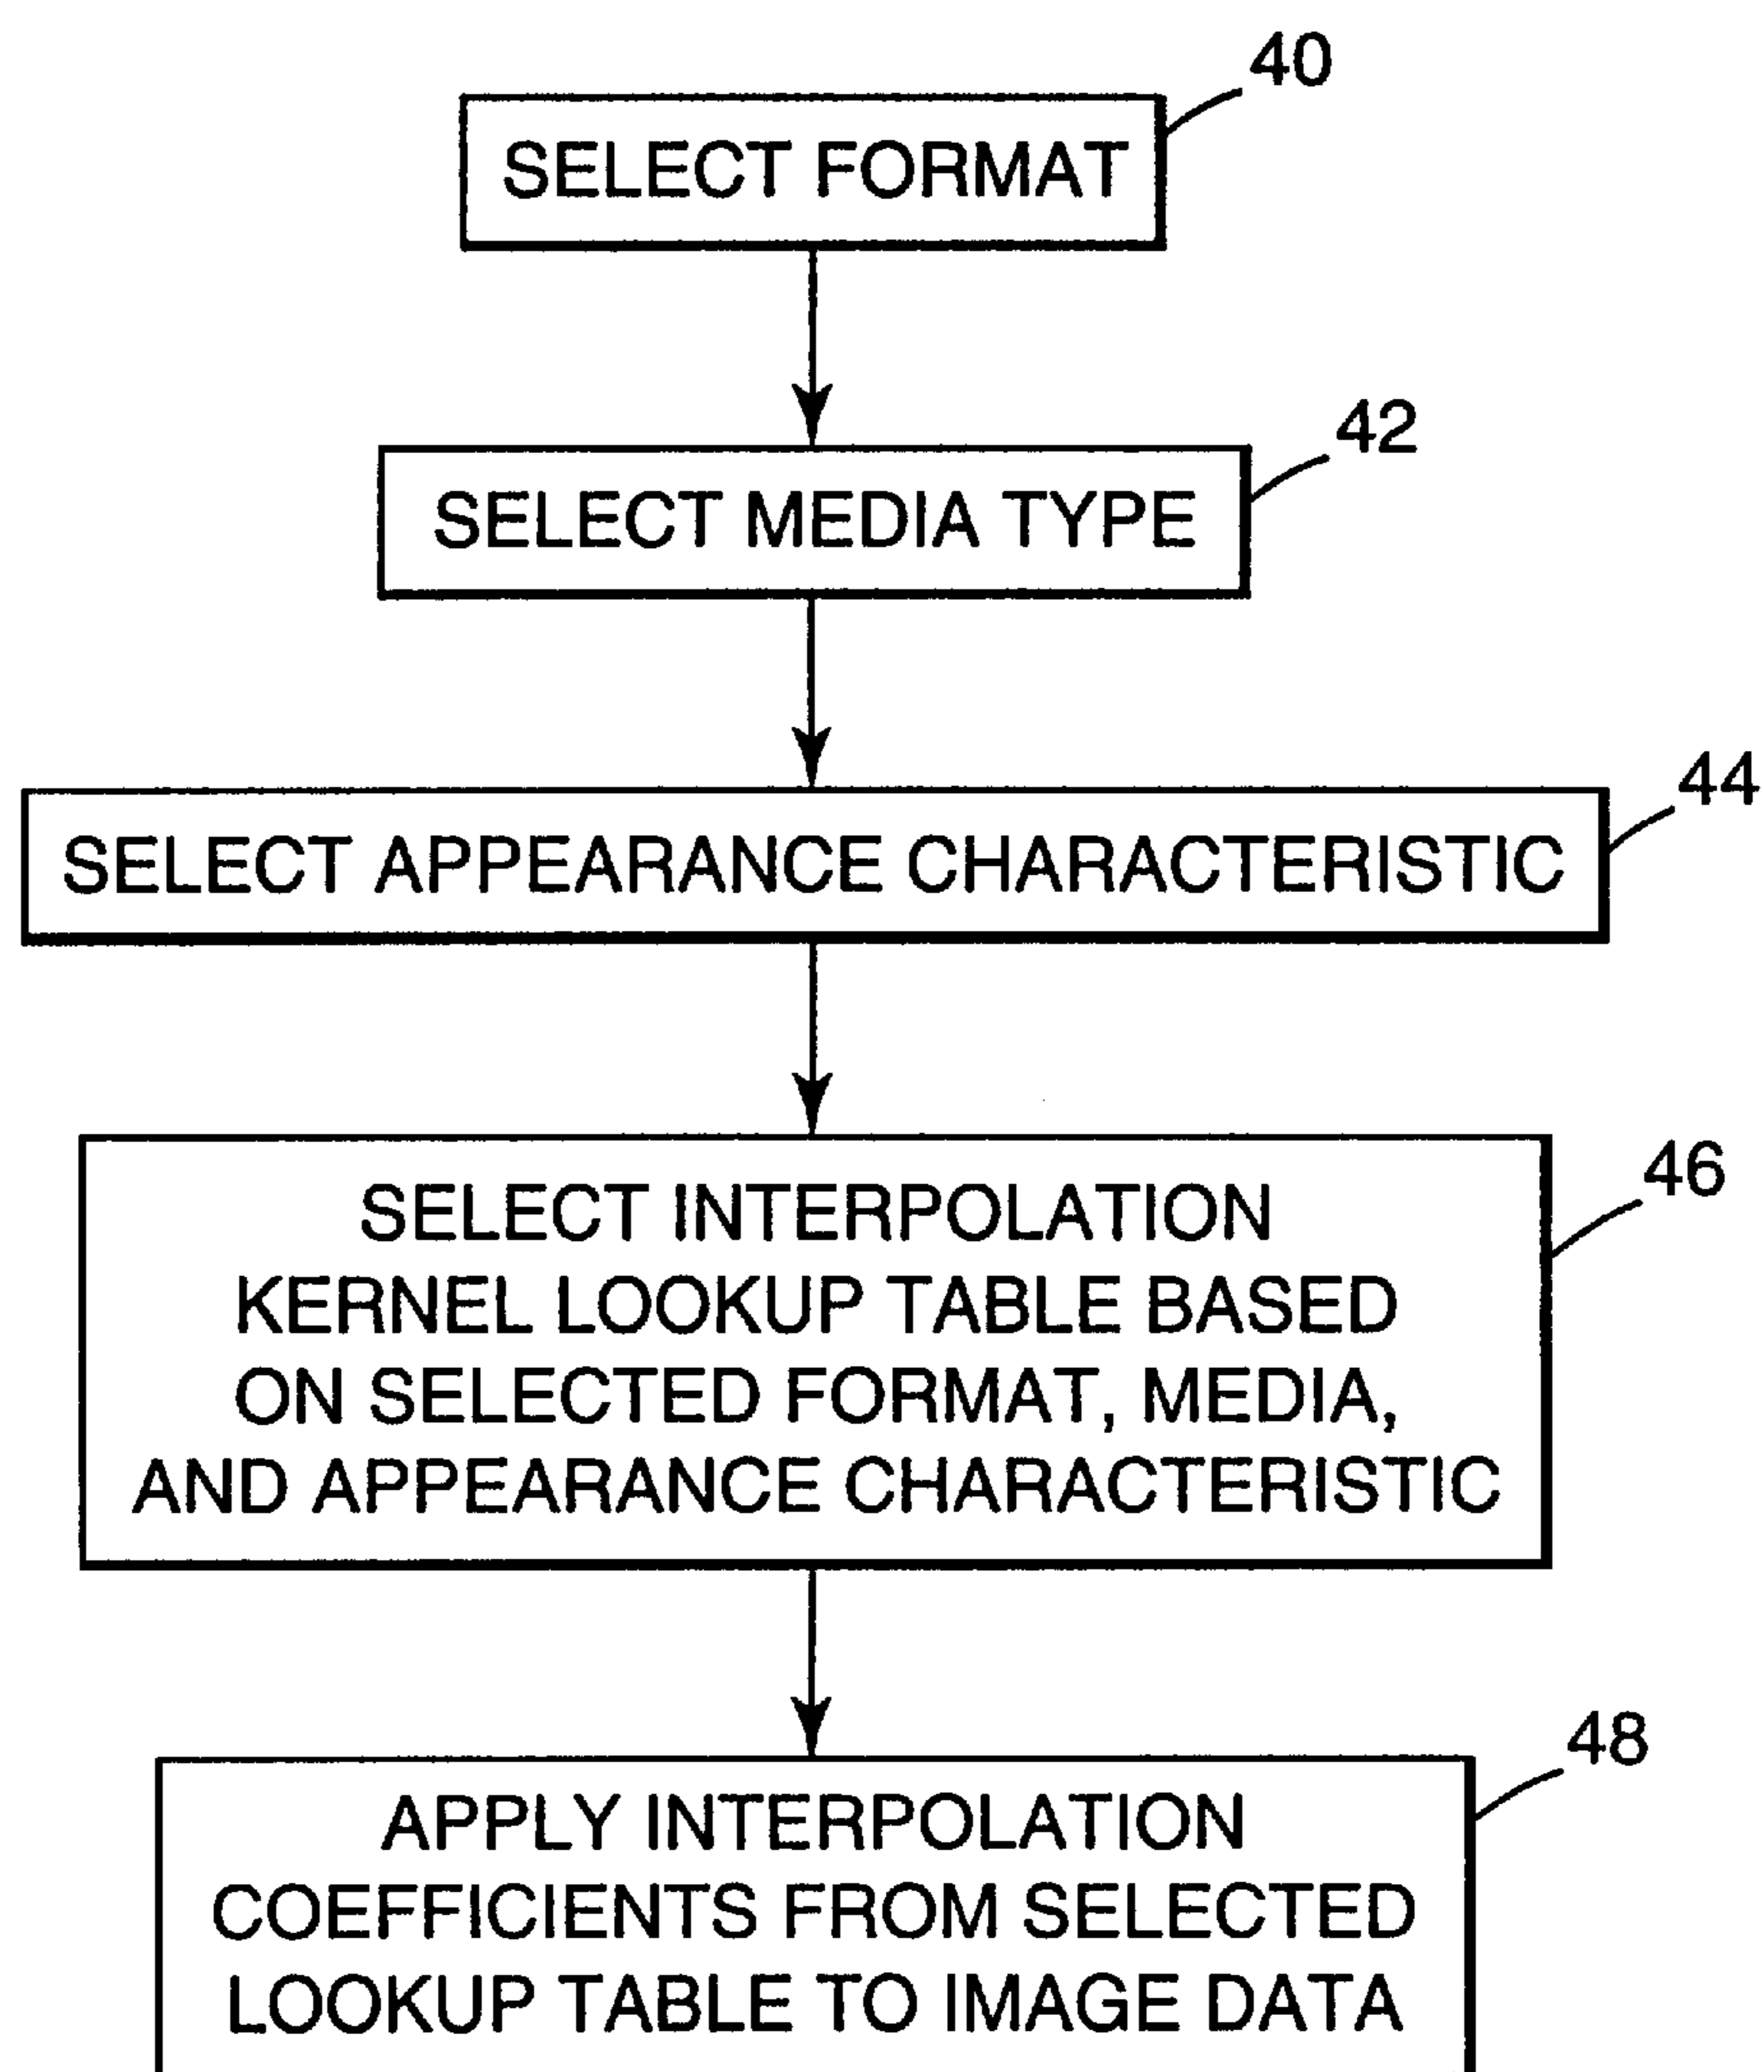 40
SELECT FORMAT
42
SELECT MEDIA TYPE
44
SELECT APPEARANCE CHARACTERISTIC
46
SELECT INTERPOLATION
KERNEL LOOKUP TABLE BASED
ON SELECTED FORMAT, MEDIA,
AND APPEARANCE CHARACTERISTIC
48
APPLY INTERPOLATION
COEFFICIENTS FROM SELECTED
LOOKUP TABLE TO IMAGE DATA